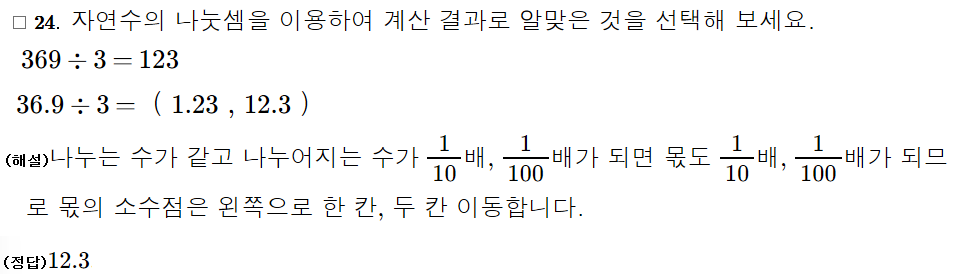 □ 24. 자연수의 나눗셈을 이용하여 계산 결과로 알맞은 것을 선택해 보세요.
369 ÷ 3 = 123
36.9 ÷ 3 = ( 1.23 , 12.3 )
(해설)나누는 수가 같고 나누어지는 수가 1/10배, 1/100배가 되면 몫도 1/10배, 1/100배가 되므
로 몫의 소수점은 왼쪽으로 한 칸, 두 칸 이동합니다.
(정답)12.3